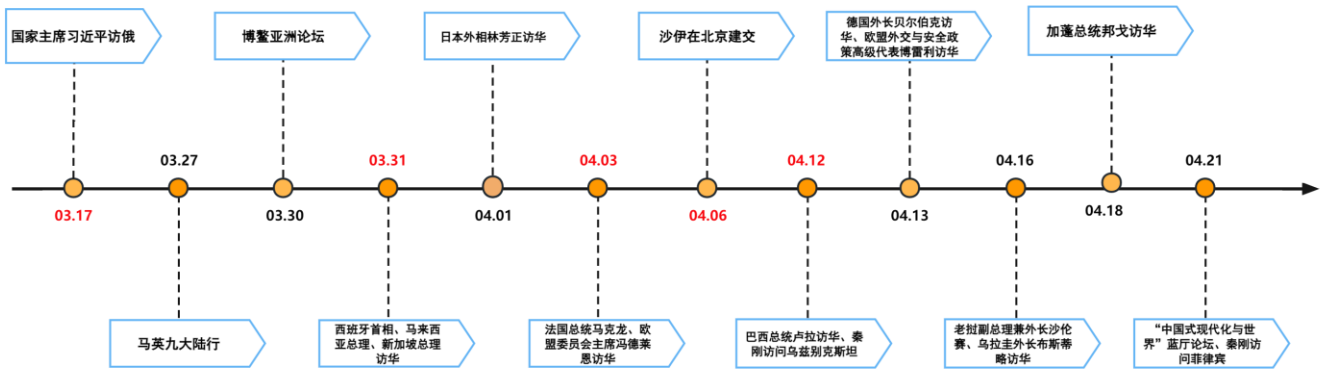 国家主席习近平访俄
博鳌亚洲论坛
日本外相林芳正访华
沙伊在北京建交
德国外长贝尔伯克访
华、欧盟外交与安全政
策高级代表博雷利访华
加蓬总统邦戈访华
03.27
03.31
04.03
04.12
04.16
04.21
03.17
03.30
04.01
04.06
04.13
04.18
马英九大陆行
西班牙首相、马来西
亚总理、新加坡总理
访华
法国总统马克龙、欧
盟委员会主席冯德莱
恩访华
巴西总统卢拉访华、秦
刚访问乌兹别克斯坦
老挝副总理兼外长沙伦
赛、乌拉圭外长布斯蒂
略访华
“中国式现代化与世
界”蓝厅论坛、秦刚访
问菲律宾